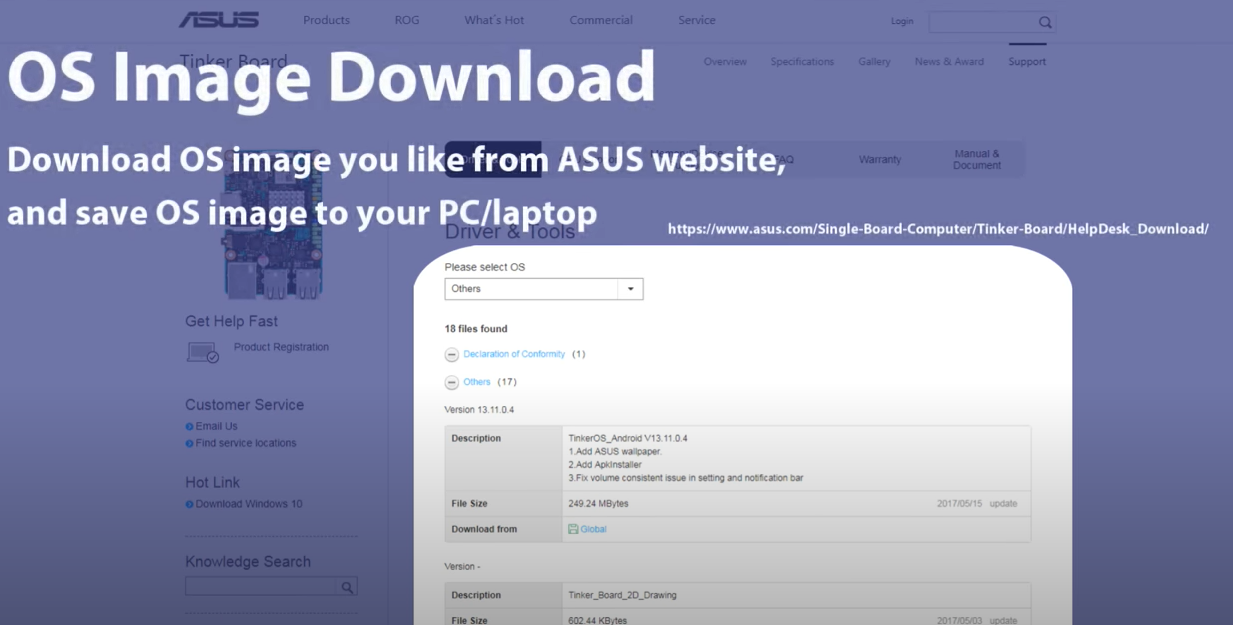 ASUS
Products ROG What's Hot Commercial Service Login
Tinker Board
Overview Specifications Gallery News & Award Support
OS Image Download
Download OS image you like from ASUS website,
and save OS image to your PC/laptop
FAQ Warranty Manual & Document
Driver & Tools
https://www.asus.com/Single-Board-Computer/Tinker-Board/HelpDesk_Download/
Please select OS
Others
18 files found
Declaration of Conformity (1)
Others (17)
Version 13.11.0.4
Description TinkerOS_Android V13.11.0.4
1.Add ASUS wallpaper.
2.Add ApkInstaller
3.Fix volume consistent issue in setting and notification bar
File Size 249.24 MBytes 2017/05/15 update
Download from Global
Version -
Description Tinker_Board_2D_Drawing
File Size 602.44 KBytes 2017/05/03 update
Get Help Fast
Product Registration
Customer Service
Email Us
Find service locations
Hot Link
Download Windows 10
Knowledge Search